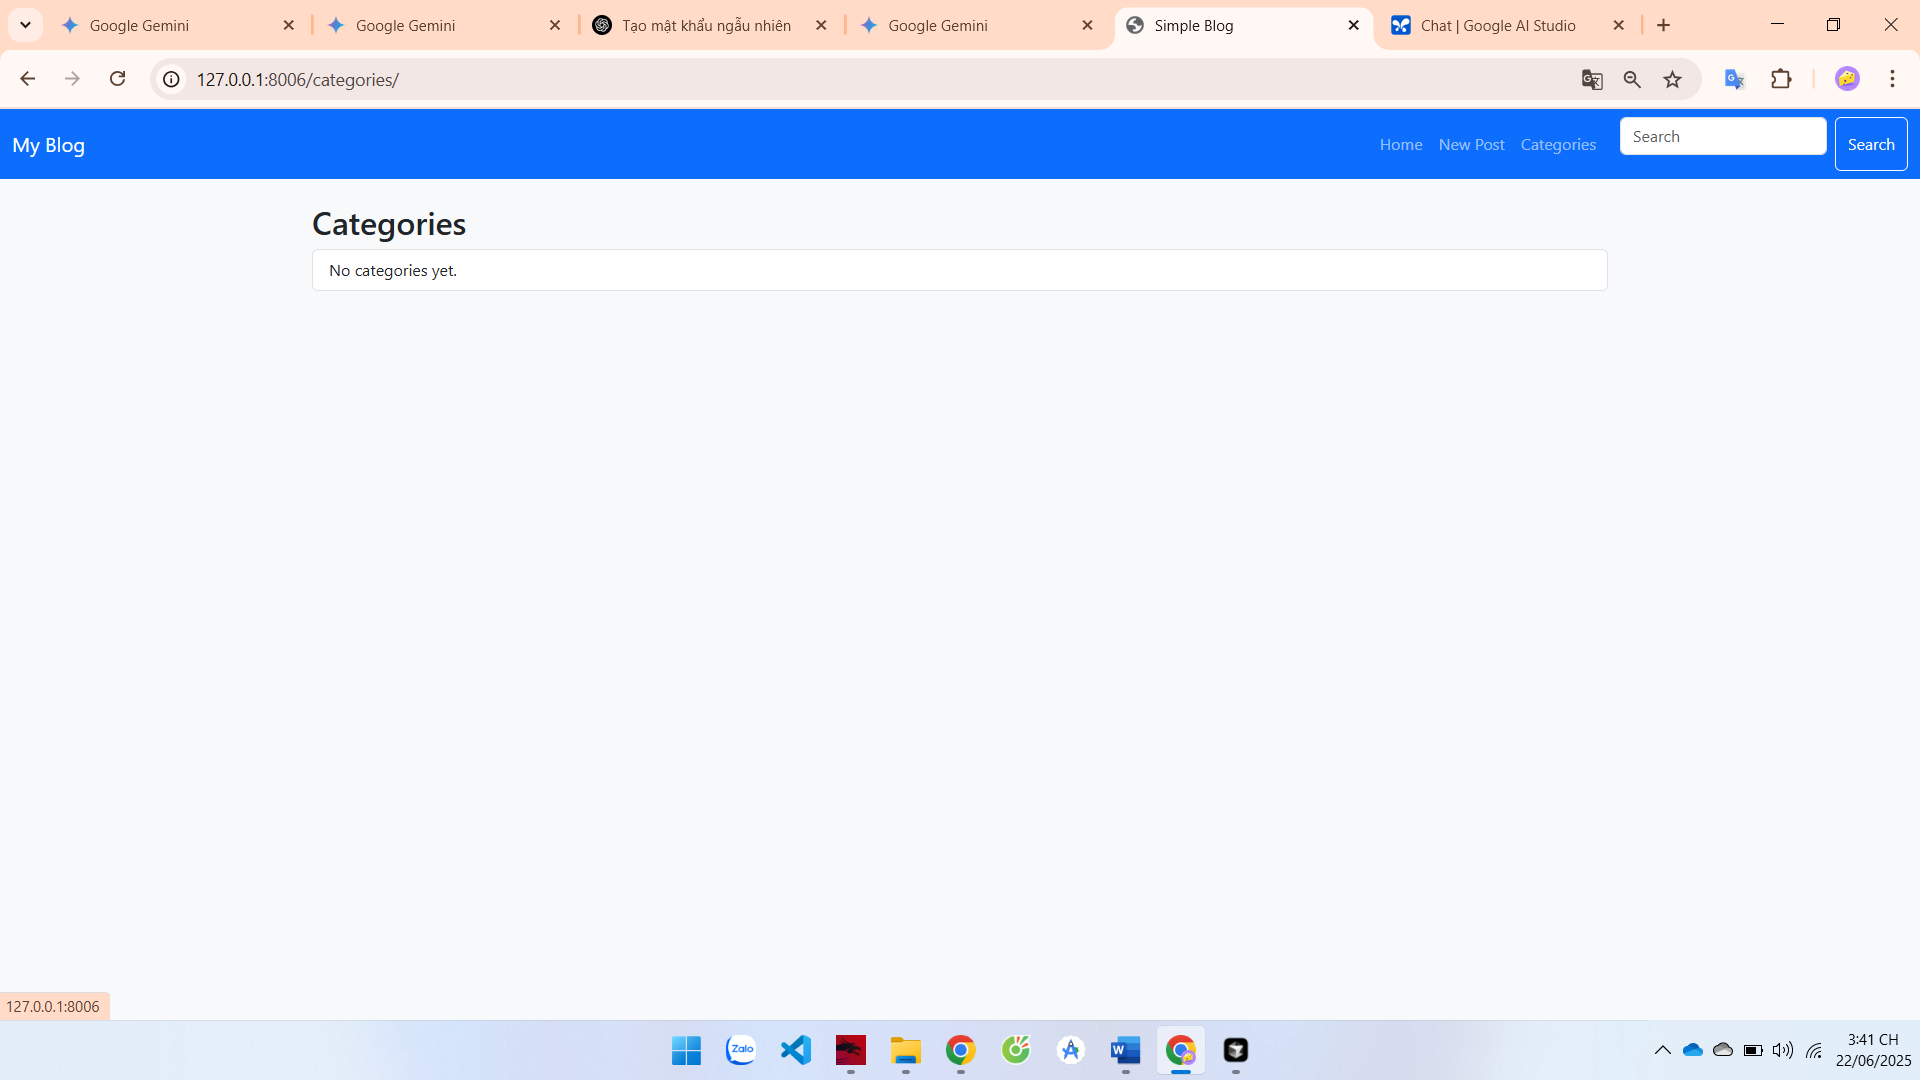 Google Gemini
Google Gemini
Tạo mật khẩu ngẫu nhiên
Google Gemini
Simple Blog
Chat | Google AI Studio
127.0.0.1:8006/categories/
My Blog
Home
New Post
Categories
Search
Search
Categories
No categories yet.
127.0.0.1:8006
Zalo
W
3:41 CH
22/06/2025